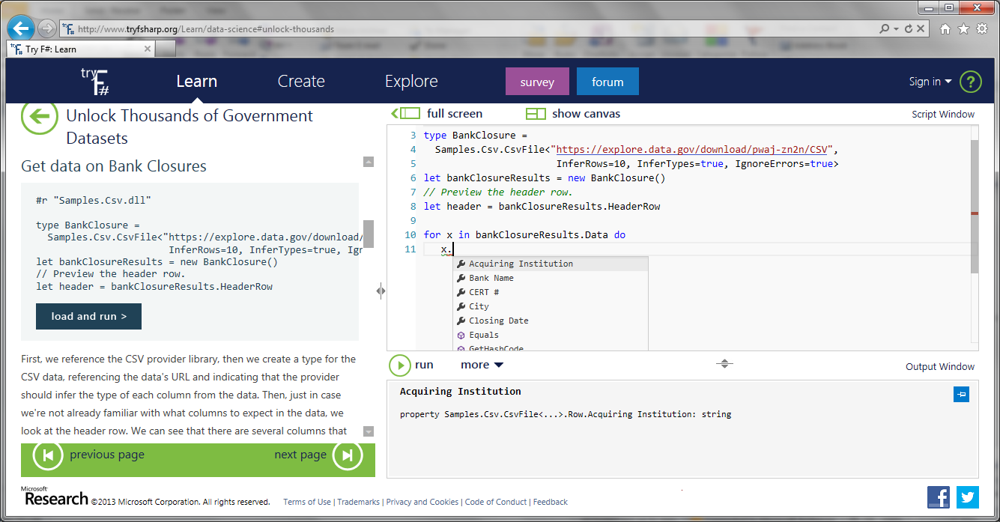 http://www.tryfsharp.org/Learn/data-science#unlock-thousands
Try F#: Learn
try F#
Learn
Create
Explore
survey
forum
Sign in
?
Unlock Thousands of Government
Datasets
Get data on Bank Closures
#r "Samples.Csv.dll"
type BankClosure =
Samples.Csv.CsvFile<"https://explore.data.gov/download/
InferRows=10, InferTypes=true, Ign
let bankClosureResults = new BankClosure()
// Preview the header row.
let header = bankClosureResults.HeaderRow
load and run >
First, we reference the CSV provider library, then we create a type for the
CSV data, referencing the data's URL and indicating that the provider
should infer the type of each column from the data. Then, just in case
we're not already familiar with what columns to expect in the data, we
look at the header row. We can see that there are several columns that
previous page
next page
full screen
show canvas
Script Window
3 type BankClosure =
4 Samples.Csv.CsvFile<"https://explore.data.gov/download/pwaj-zn2n/CSV",
5 InferRows=10, InferTypes=true, IgnoreErrors=true>
6 let bankClosureResults = new BankClosure()
7 // Preview the header row.
8 let header = bankClosureResults.HeaderRow
9
10 for x in bankClosureResults.Data do
11 x.
Acquiring Institution
Bank Name
CERT #
City
Closing Date
Equals
GetHashCode
run
more
Output Window
Acquiring Institution
property Samples.Csv.CsvFile<...>.Row.Acquiring Institution: string
Microsoft
Research ©2013 Microsoft Corporation. All rights reserved. Terms of Use | Trademarks | Privacy and Cookies | Code of Conduct | Feedback